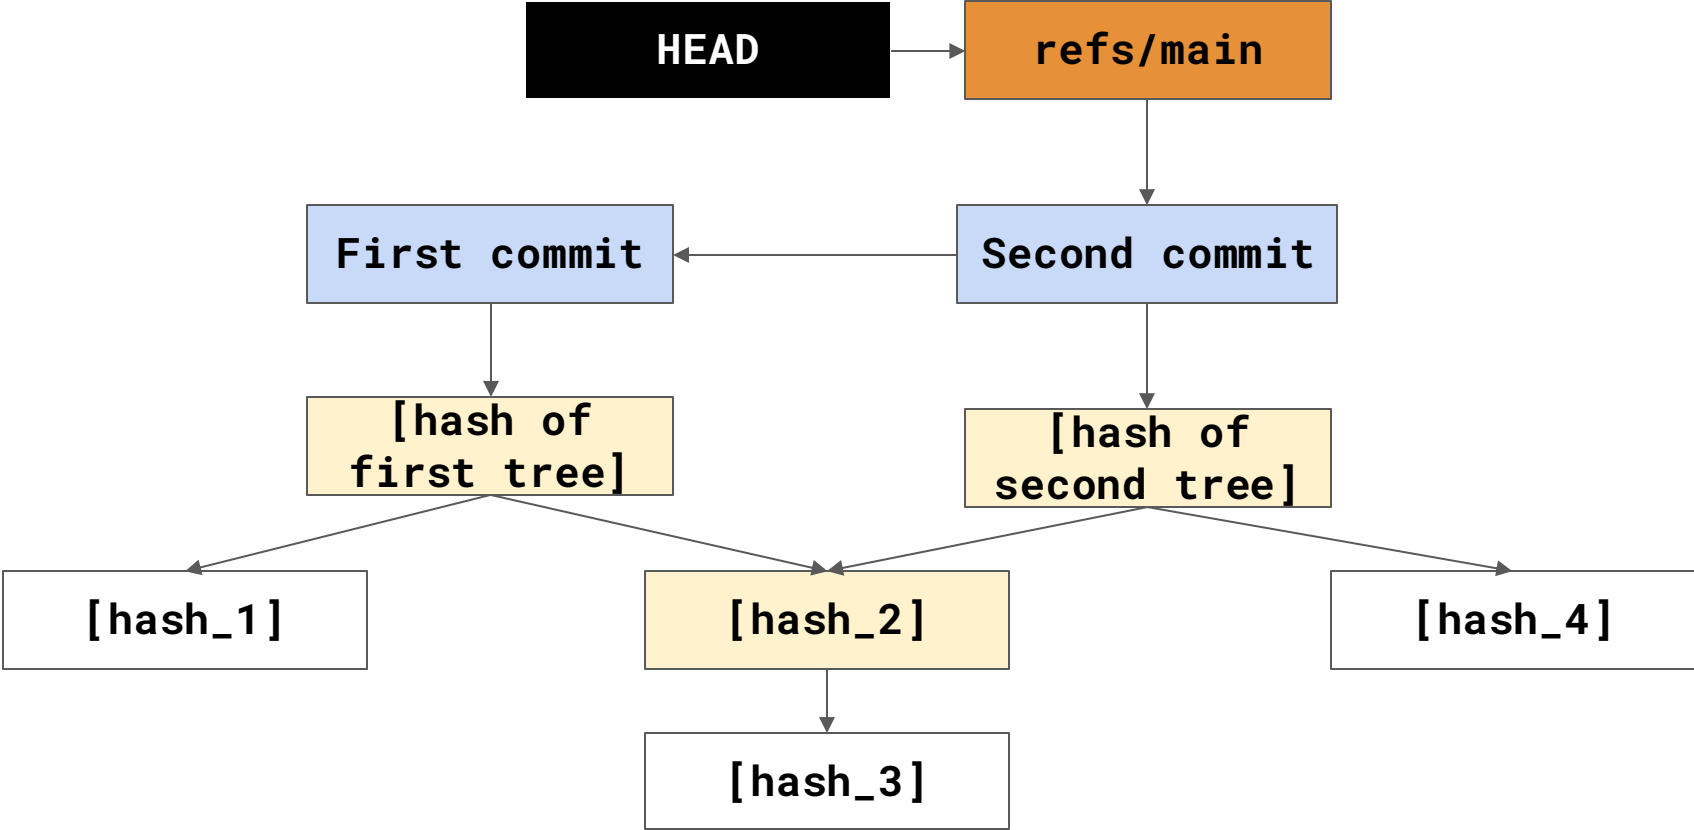 HEAD
refs/main
First commit
Second commit
[hash of
first tree]
[hash of
second tree]
[hash_1]
[hash_2]
[hash_4]
[hash_3]